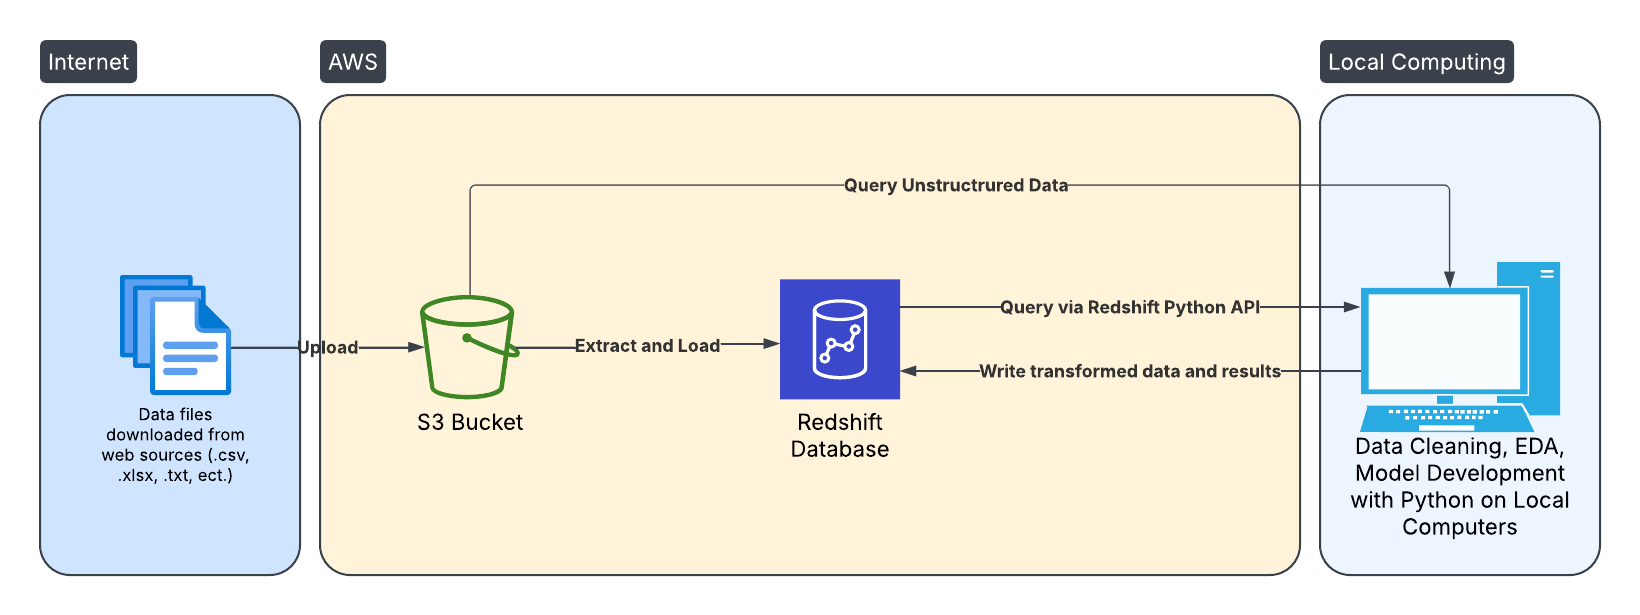 Internet
AWS
Local Computing
Query Unstructrured Data
Query via Redshift Python API
Upload
Extract and Load
Write transformed data and results
Data files
downloaded from
web sources (.csv,
.xlsx, .txt, ect.)
S3 Bucket
Redshift
Database
Data Cleaning, EDA,
Model Development
with Python on Local
Computers